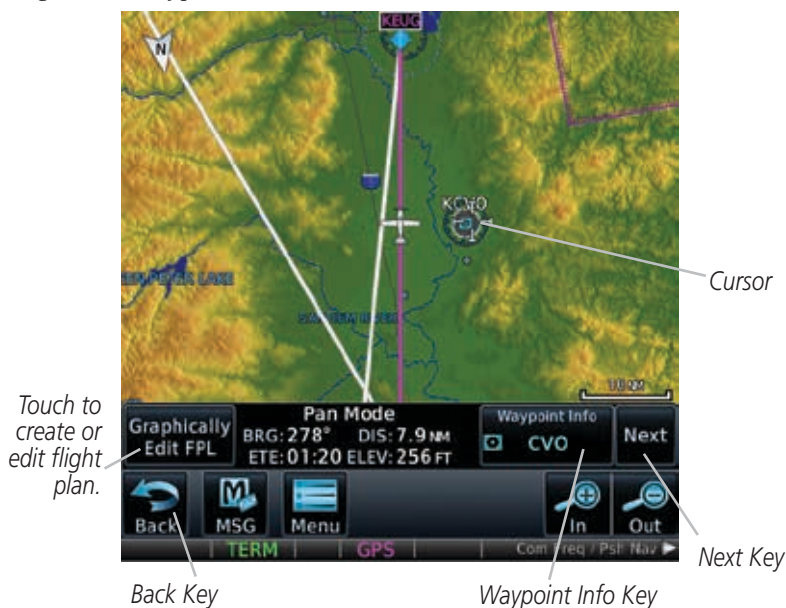 KEUG
N
KCVO
Cursor
10 NM
Touch to
create or
edit flight
plan.
Graphically
Edit FPL
Pan Mode
BRG: 278° DIS: 7.9 NM
ETE: 01:20 ELEV: 256 FT
Waypoint Info
CVO
Next
Back
MSG
Menu
In
Out
TERM
GPS
Com Freq / Psh Nav
Next Key
Back Key
Waypoint Info Key